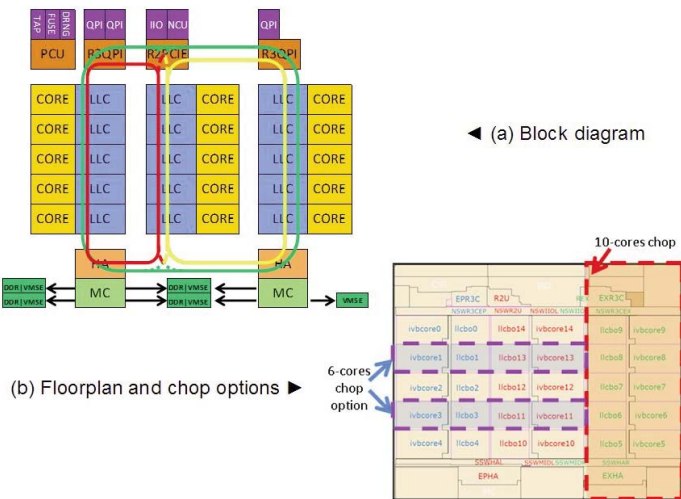 TAP FUSE DRNG QPI QPI IIO NCU QPI
PCU R3QPI R2PCIE R3QPI
CORE LLC LLC CORE LLC CORE
CORE LLC LLC CORE LLC CORE
CORE LLC LLC CORE LLC CORE
CORE LLC LLC CORE LLC CORE
CORE LLC LLC CORE LLC CORE
HA HA
DDR|VMSE MC DDR|VMSE MC
DDR|VMSE DDR|VMSE VMSE
◄ (a) Block diagram
(b) Floorplan and chop options ►
10-cores chop
6-cores
chop
option
EPR3C R2U EXR3C
NSWR3CEP NSWR2U NSWIIOL NSWR3CEX
ivbcore0 llcbo0 llcbo14 ivbcore14 llcbo9 ivbcore9
ivbcore1 llcbo1 llcbo13 ivbcore13 llcbo8 ivbcore8
ivbcore2 llcbo2 llcbo12 ivbcore12 llcbo7 ivbcore7
ivbcore3 llcbo3 llcbo11 ivbcore11 llcbo6 ivbcore6
ivbcore4 llcbo4 llcbo10 ivbcore10 llcbo5 ivbcore5
SSWHAL SSWMIDL SSWHAR
EPHA EXHA